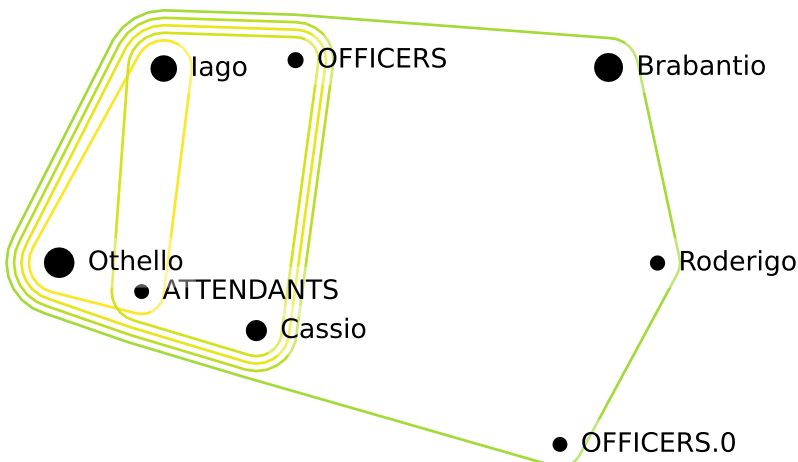 Iago
OFFICERS
Brabantio
Othello
Roderigo
ATTENDANTS
Cassio
OFFICERS.0